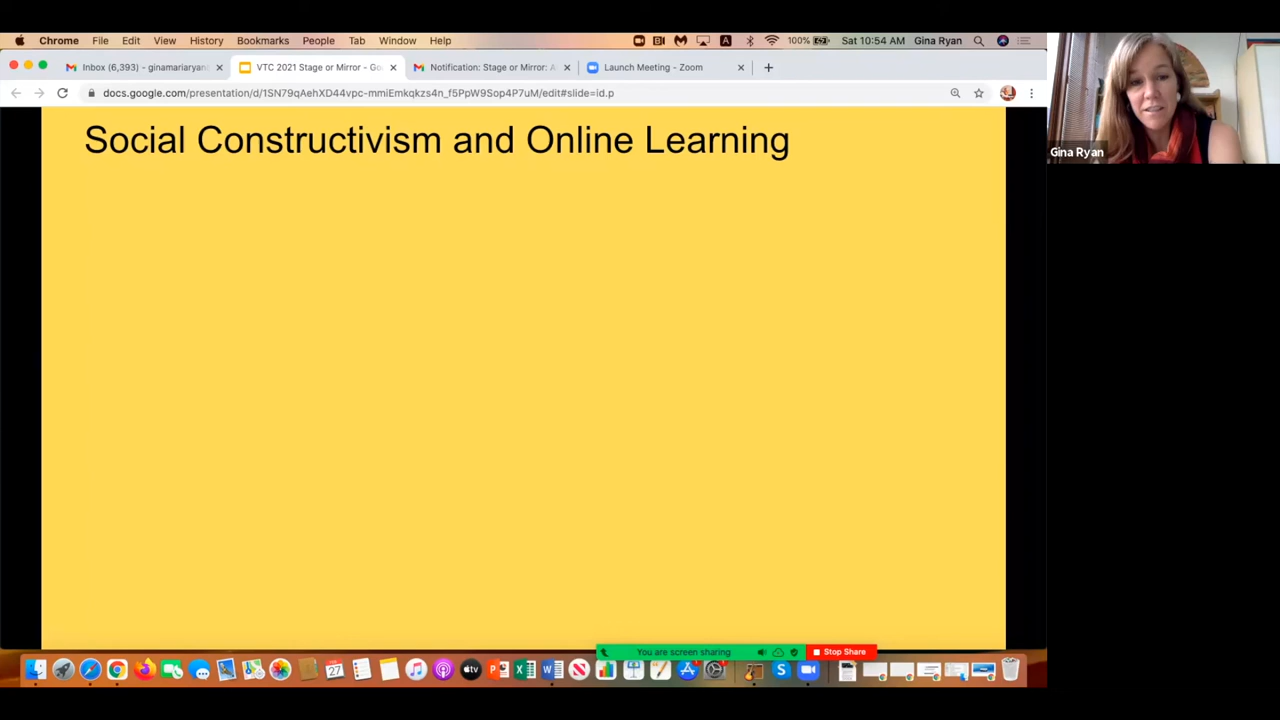 Chrome File Edit View History Bookmarks People Tab Window Help 100% Sat 10:54 AM Gina Ryan
Inbox (6,393) - ginamariaryan
VTC 2021 Stage or Mirror - Go
Notification: Stage or Mirror: A
Launch Meeting - Zoom
docs.google.com/presentation/d/1SN79qAehXD44vpc-mmiEmkqkzs4n_f5PpW9Sop4P7uM/edit#slide=id.p
Gina Ryan
Social Constructivism and Online Learning
You are screen sharing
Stop Share
27
tv